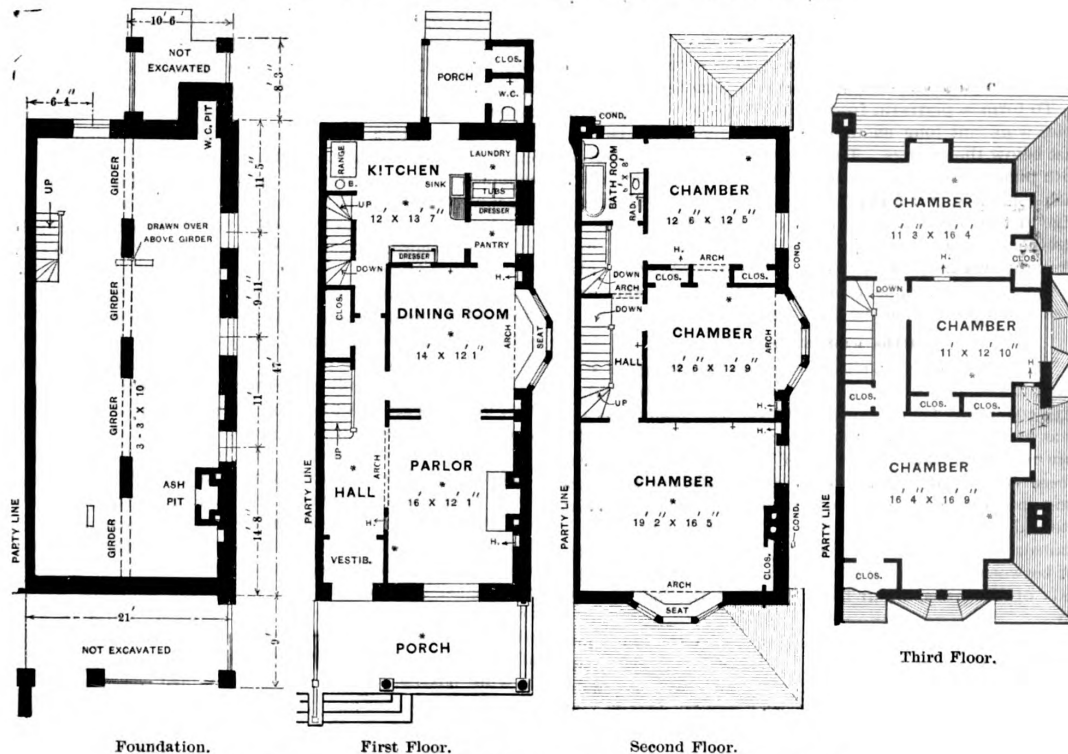 10'6"
NOT
EXCAVATED
8'-3"
6'-4"
W. C. PIT
UP
GIRDER
11'-5"
DRAWN OVER
ABOVE GIRDER
GIRDER
9'-11"
47'
GIRDER
3 - 3' X 10'
11'
ASH
PIT
PARTY LINE
GIRDER
14'-8"
21'
9'
NOT EXCAVATED
Foundation.
CLOS.
PORCH
W.C.
RANGE
B.
KITCHEN
12' X 13' 7"
LAUNDRY
SINK
TUBS
DRESSER
UP
PANTRY
DRESSER
DOWN
H.
CLOS.
DINING ROOM
14' X 12' 1"
ARCH
SEAT
UP
ARCH
PARLOR
16' X 12' 1"
PARTY LINE
HALL
H.
H.
VESTIB.
PORCH
First Floor.
COND.
BATH ROOM
RAD.
CHAMBER
12' 6" X 12' 5"
COND.
H.
ARCH
DOWN
CLOS.
CLOS.
ARCH
DOWN
CHAMBER
12' 6" X 12' 9"
ARCH
HALL
UP
H.
CHAMBER
19' 2" X 16' 5"
PARTY LINE
COND.
CLOS.
ARCH
SEAT
Second Floor.
CHAMBER
11' 3" X 16' 4"
CLOS.
H.
DOWN
CHAMBER
11' X 12' 10"
H.
CLOS.
CLOS.
CLOS.
CHAMBER
16' 4" X 16' 9"
PARTY LINE
CLOS.
Third Floor.